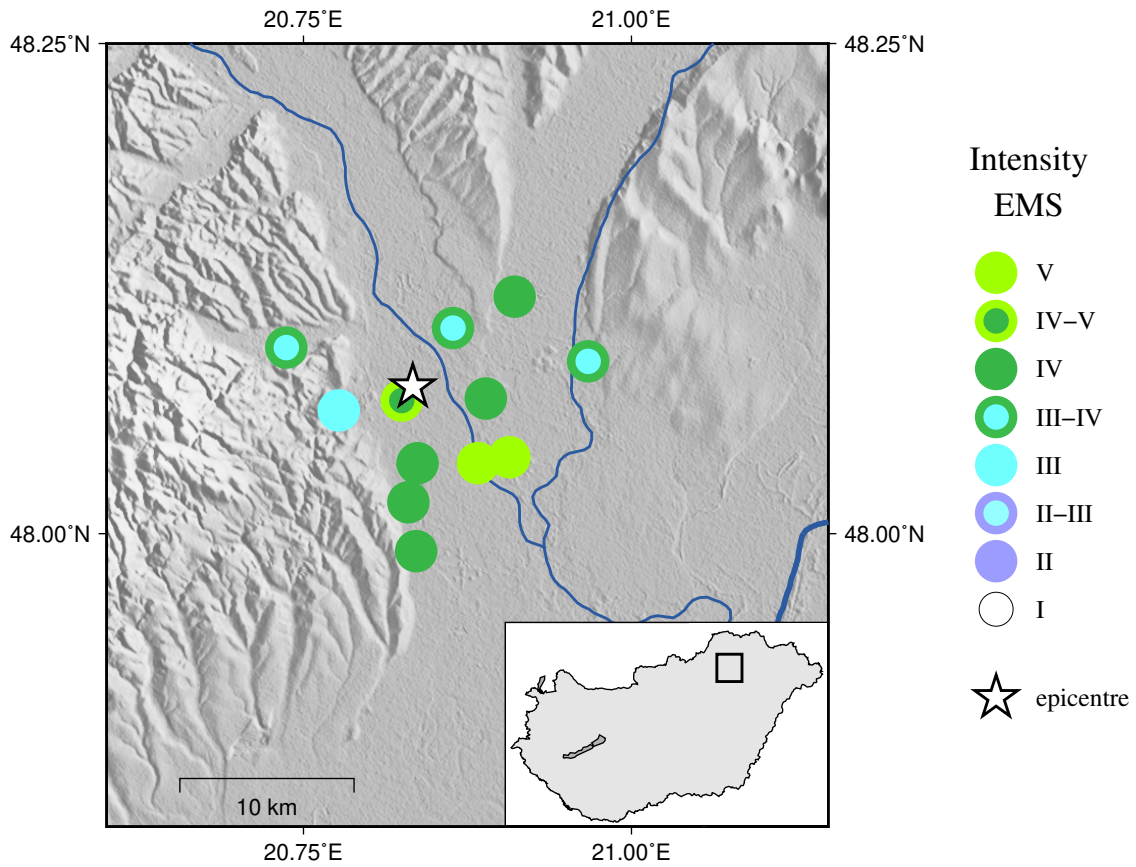 20.75˚E
21.00˚E
48.25˚N
48.25˚N
Intensity
EMS
V
IV–V
IV
III–IV
III
II–III
II
I
48.00˚N
48.00˚N
epicentre
10 km
20.75˚E
21.00˚E